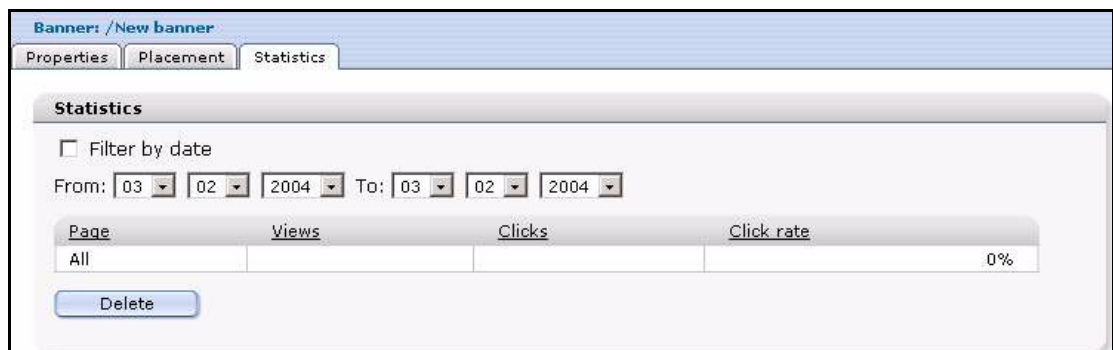 Banner: /New banner
Properties Placement Statistics
Statistics
Filter by date
From: 03 02 2004 To: 03 02 2004
Page Views Clicks Click rate
All 0%
Delete